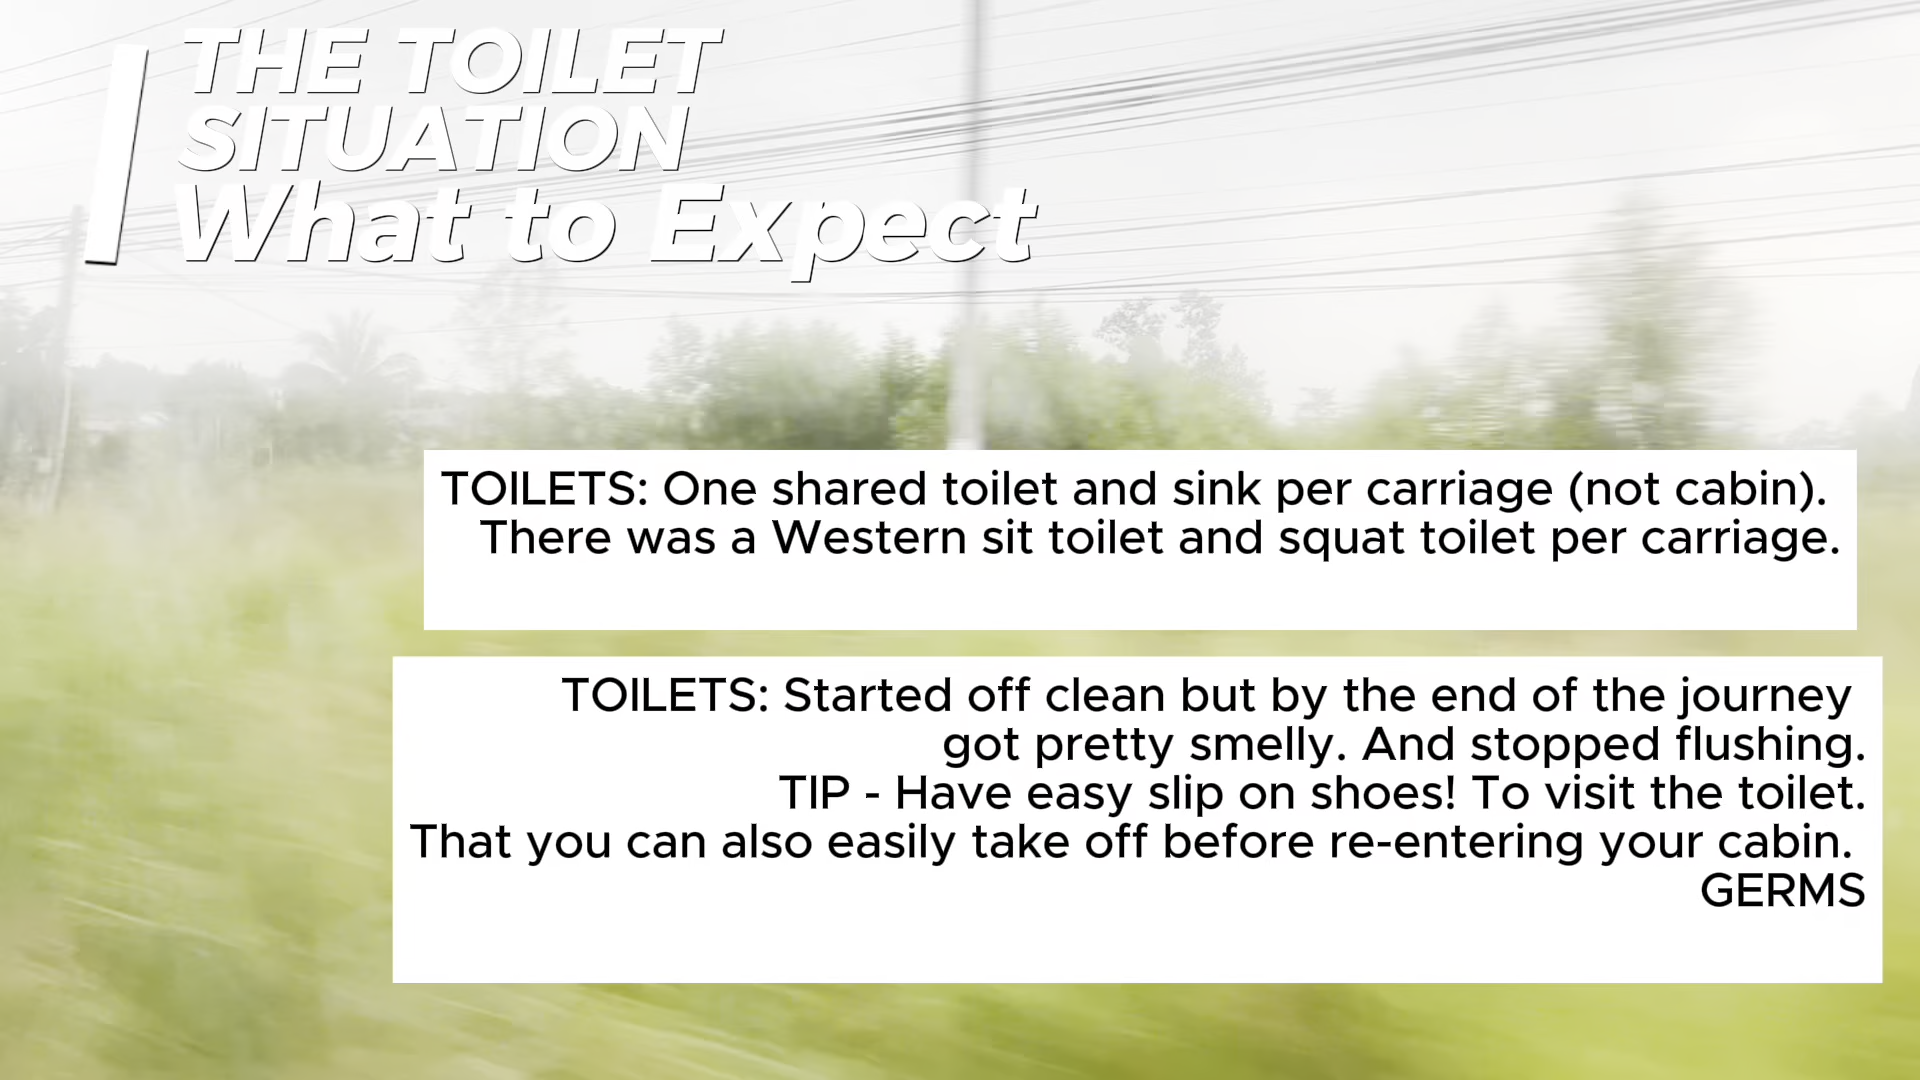 THE TOILET
SITUATION
What to Expect
TOILETS: One shared toilet and sink per carriage (not cabin).
There was a Western sit toilet and squat toilet per carriage.
TOILETS: Started off clean but by the end of the journey
got pretty smelly. And stopped flushing.
TIP - Have easy slip on shoes! To visit the toilet.
That you can also easily take off before re-entering your cabin.
GERMS